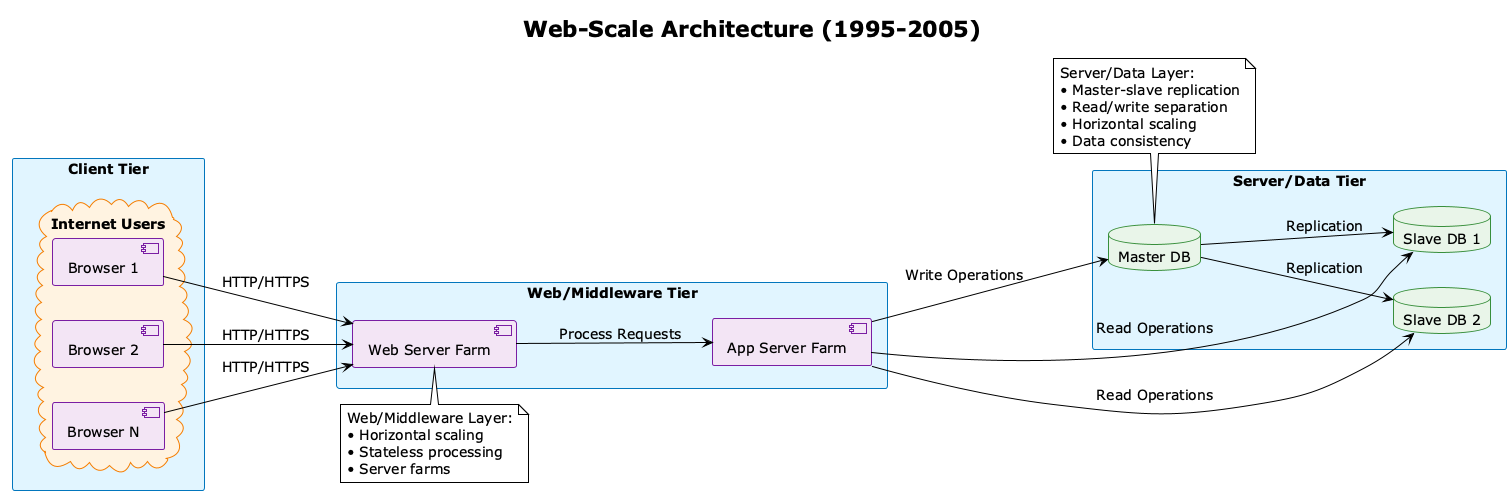 Web-Scale Architecture (1995-2005)
Server/Data Layer:
• Master-slave replication
• Read/write separation
• Horizontal scaling
• Data consistency
Client Tier
Internet Users
Browser 1
Browser 2
Browser N
HTTP/HTTPS
HTTP/HTTPS
HTTP/HTTPS
Web/Middleware Tier
Web Server Farm
Process Requests
App Server Farm
Web/Middleware Layer:
• Horizontal scaling
• Stateless processing
• Server farms
Write Operations
Read Operations
Read Operations
Server/Data Tier
Master DB
Replication
Replication
Slave DB 1
Slave DB 2